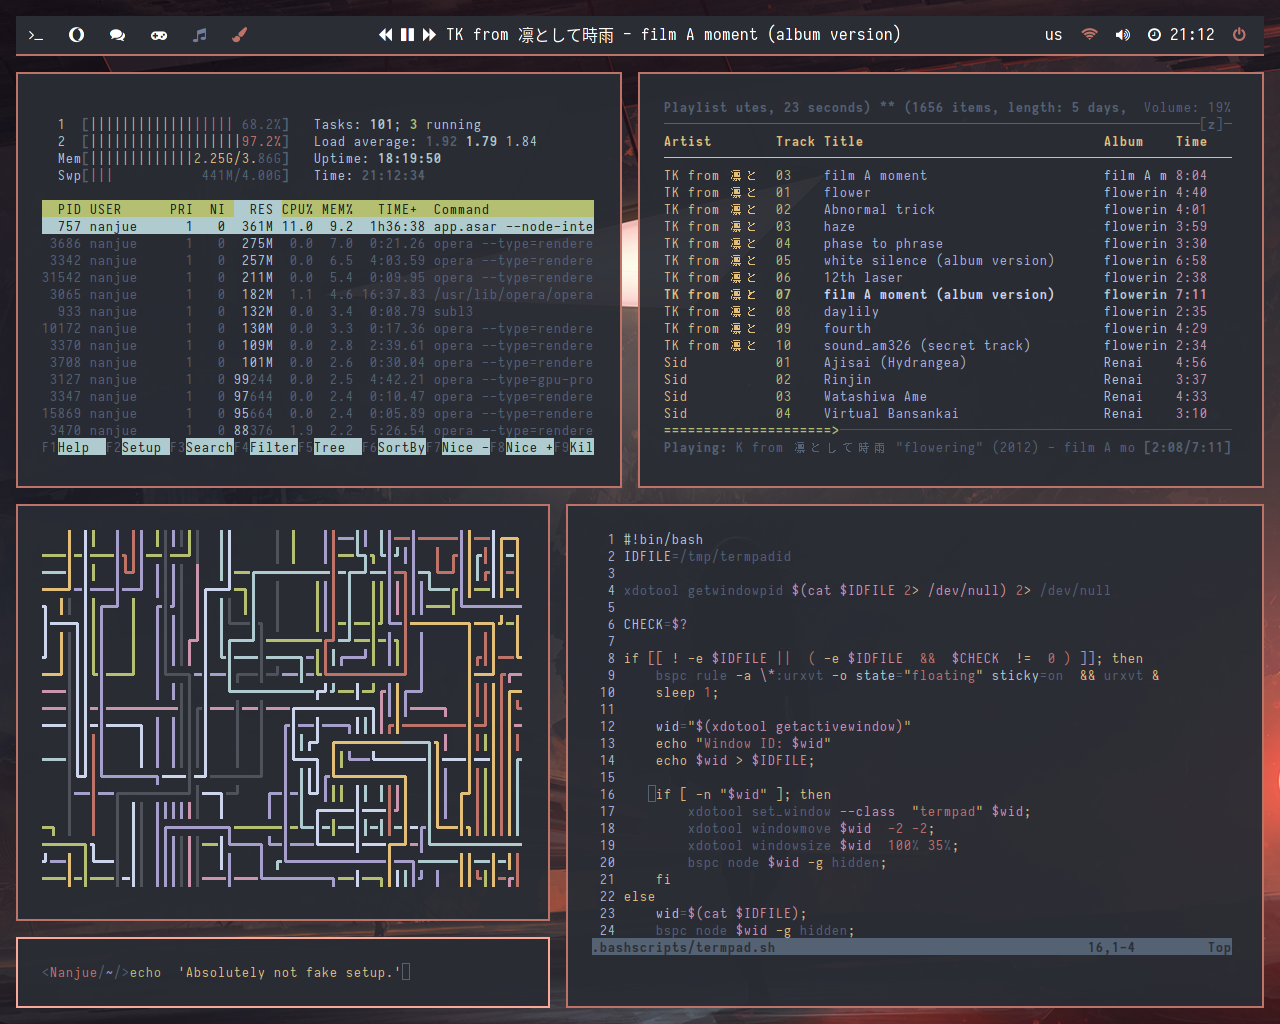 TK from 凛として時雨 - film A moment (album version)
us 21:12
1 [|||||||||||||||||| 68.2%] Tasks: 101; 3 running
2 [|||||||||||||||||||97.2%] Load average: 1.92 1.79 1.84
Mem[|||||||||||||2.25G/3.86G] Uptime: 18:19:50
Swp[||| 441M/4.00G] Time: 21:12:34
PID USER PRI NI RES CPU% MEM% TIME+ Command
757 nanjue 1 0 361M 11.0 9.2 1h36:38 app.asar --node-inte
3686 nanjue 1 0 275M 0.0 7.0 0:21.26 opera --type=rendere
3342 nanjue 1 0 257M 0.0 6.5 4:03.59 opera --type=rendere
31542 nanjue 1 0 211M 0.0 5.4 0:09.95 opera --type=rendere
3065 nanjue 1 0 182M 1.1 4.6 16:37.83 /usr/lib/opera/opera
933 nanjue 1 0 132M 0.0 3.4 0:08.79 subl3
10172 nanjue 1 0 130M 0.0 3.3 0:17.36 opera --type=rendere
3370 nanjue 1 0 109M 0.0 2.8 2:39.61 opera --type=rendere
3708 nanjue 1 0 101M 0.0 2.6 0:30.04 opera --type=rendere
3127 nanjue 1 0 99244 0.0 2.5 4:42.21 opera --type=gpu-pro
3347 nanjue 1 0 97644 0.0 2.4 0:10.47 opera --type=rendere
15869 nanjue 1 0 95664 0.0 2.4 0:05.89 opera --type=rendere
3470 nanjue 1 0 88376 1.9 2.2 5:26.54 opera --type=rendere
F1Help F2Setup F3SearchF4FilterF5Tree F6SortByF7Nice -F8Nice +F9Kil
Playlist utes, 23 seconds) ** (1656 items, length: 5 days, Volume: 19%
[z]
Artist Track Title Album Time
TK from 凛と 03 film A moment film A m 8:04
TK from 凛と 01 flower flowerin 4:40
TK from 凛と 02 Abnormal trick flowerin 4:01
TK from 凛と 03 haze flowerin 3:59
TK from 凛と 04 phase to phrase flowerin 3:30
TK from 凛と 05 white silence (album version) flowerin 6:58
TK from 凛と 06 12th laser flowerin 2:38
TK from 凛と 07 film A moment (album version) flowerin 7:11
TK from 凛と 08 daylily flowerin 2:35
TK from 凛と 09 fourth flowerin 4:29
TK from 凛と 10 sound_am326 (secret track) flowerin 2:34
Sid 01 Ajisai (Hydrangea) Renai 4:56
Sid 02 Rinjin Renai 3:37
Sid 03 Watashiwa Ame Renai 4:33
Sid 04 Virtual Bansankai Renai 3:10
=====================>
Playing: K from 凛として時雨 "flowering" (2012) - film A mo [2:08/7:11]
1 #!bin/bash
2 IDFILE=/tmp/termpadid
3
4 xdotool getwindowpid $(cat $IDFILE 2> /dev/null) 2> /dev/null
5
6 CHECK=$?
7
8 if [[ ! -e $IDFILE || ( -e $IDFILE && $CHECK != 0 ) ]]; then
9 bspc rule -a \*:urxvt -o state="floating" sticky=on && urxvt &
10 sleep 1;
11
12 wid="$(xdotool getactivewindow)"
13 echo "Window ID: $wid"
14 echo $wid > $IDFILE;
15
16 if [ -n "$wid" ]; then
17 xdotool set_window --class "termpad" $wid;
18 xdotool windowmove $wid -2 -2;
19 xdotool windowsize $wid 100% 35%;
20 bspc node $wid -g hidden;
21 fi
22 else
23 wid=$(cat $IDFILE);
24 bspc node $wid -g hidden;
.bashscripts/termpad.sh 16,1-4 Top
<Nanjue/~/>echo 'Absolutely not fake setup.'